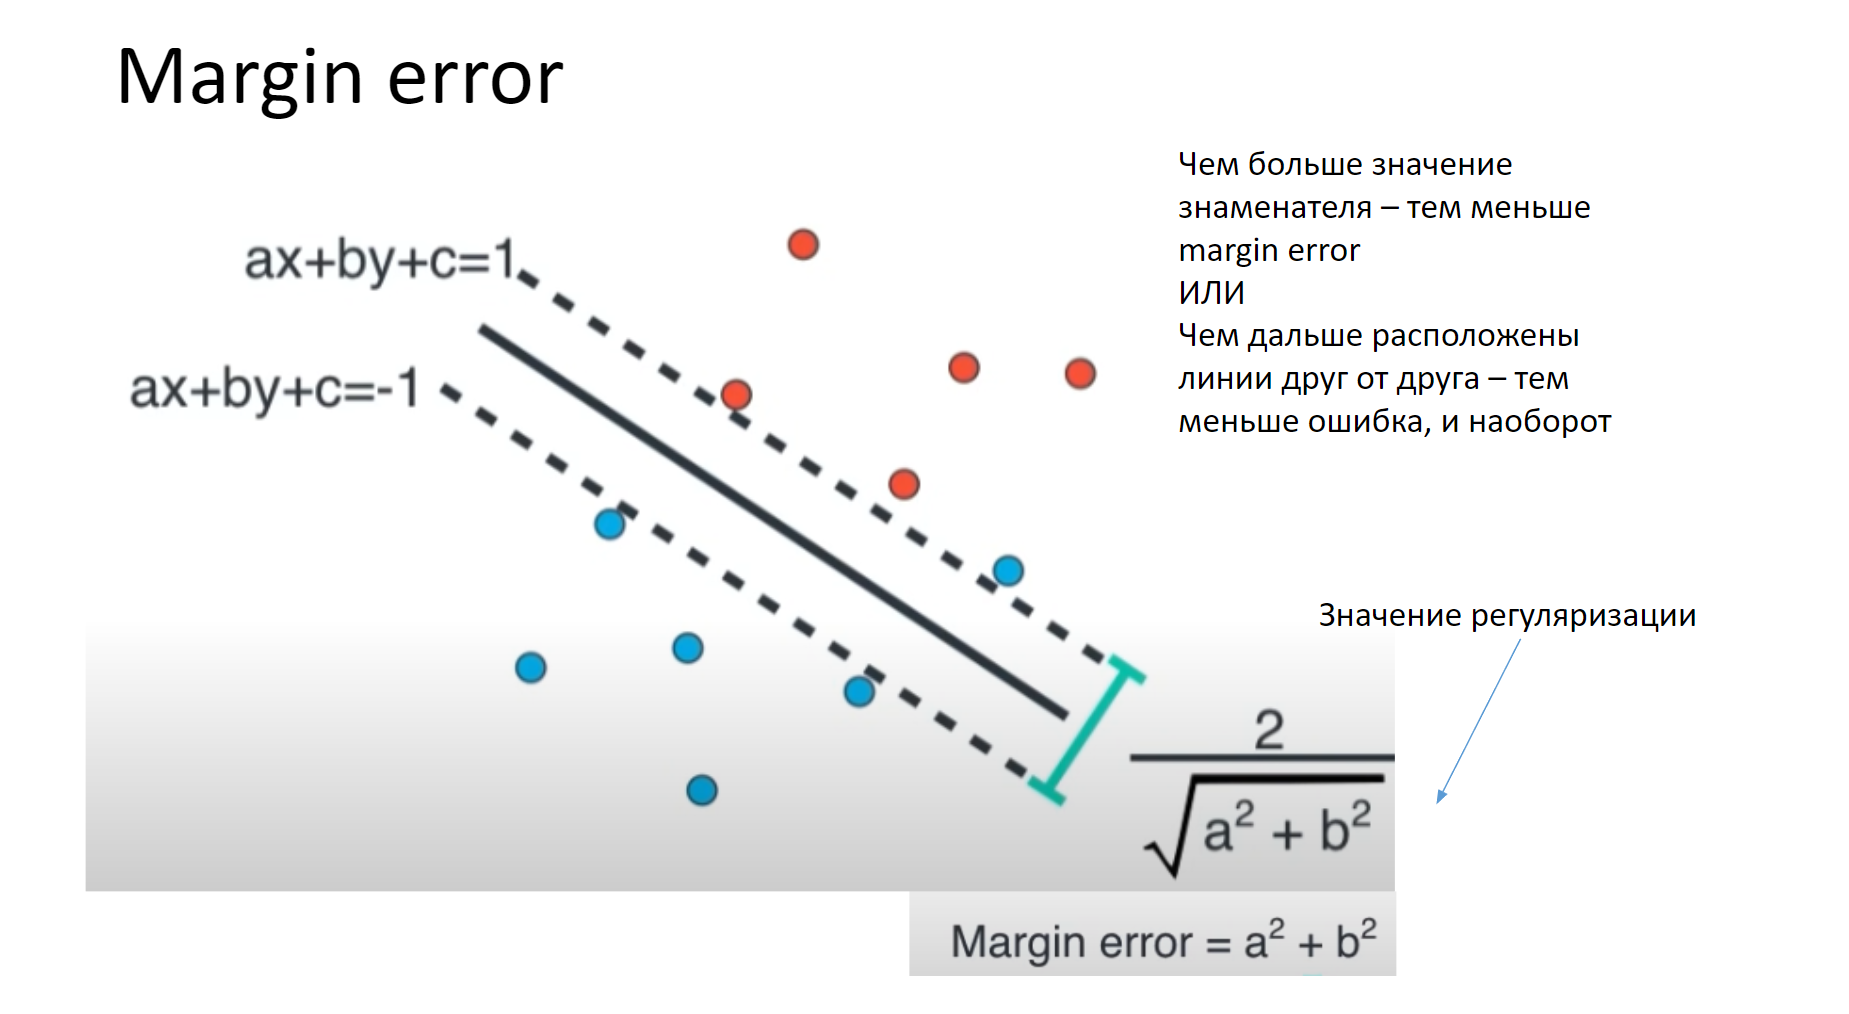 Margin error
Чем больше значение
знаменателя – тем меньше
margin error
ИЛИ
Чем дальше расположены
линии друг от друга – тем
меньше ошибка, и наоборот
ax+by+c=1
ax+by+c=-1
Значение регуляризации
2
√a² + b²
Margin error = a² + b²